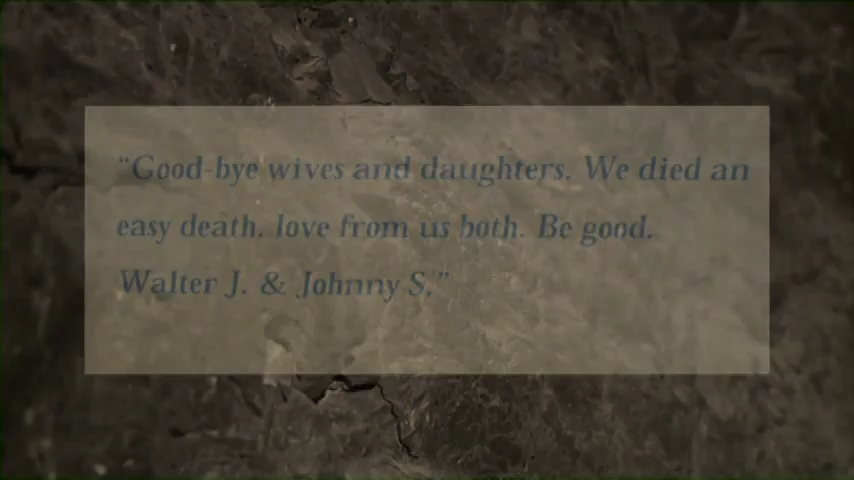 “Good-bye wives and daughters. We died an
easy death. love from us both. Be good.
Walter J. & Johnny S.”